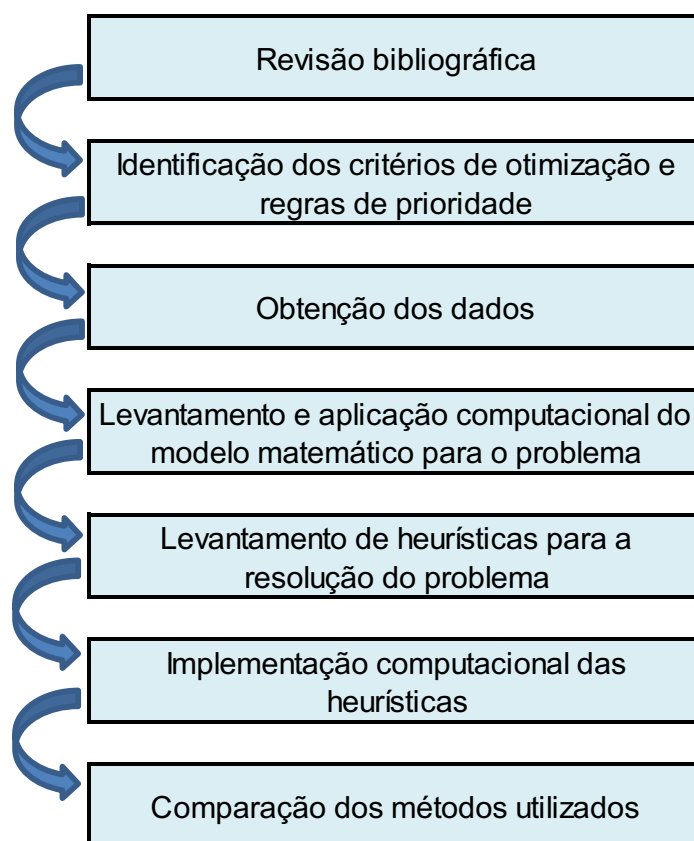 Revisão bibliográfica
Identificação dos critérios de otimização e
regras de prioridade
Obtenção dos dados
Levantamento e aplicação computacional do
modelo matemático para o problema
Levantamento de heurísticas para a
resolução do problema
Implementação computacional das
heurísticas
Comparação dos métodos utilizados